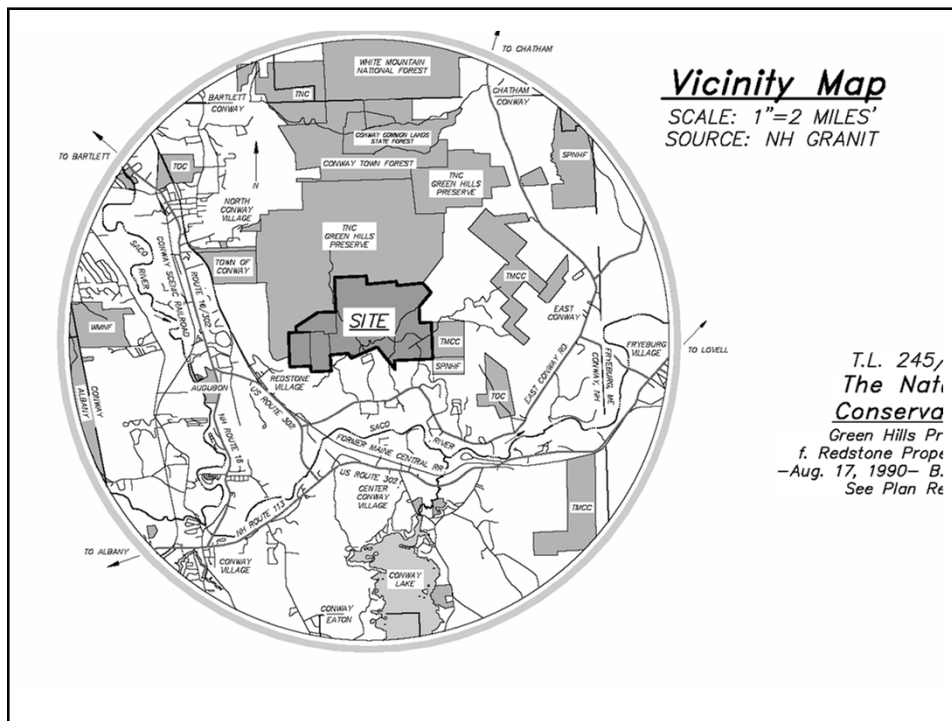 TO CHATHAM
WHITE MOUNTAIN
NATIONAL FOREST
Vicinity Map
SCALE: 1"=2 MILES'
SOURCE: NH GRANIT
BARTLETT
CONWAY
TNC
CHATHAM
CONWAY
CONWAY COMMON LANDS
STATE FOREST
TO BARTLETT
TOC
N
CONWAY TOWN FOREST
SPNHF
TNC
GREEN HILLS
PRESERVE
NORTH
CONWAY
VILLAGE
TNC
GREEN HILLS
PRESERVE
SACO
RIVER
CONWAY SCENIC RAILROAD
ROUTE 16/302
TOWN OF
CONWAY
TMCC
EAST
CONWAY
SITE
WMNF
TMCC
SPNHF
FRYEBURG
VILLAGE
TO LOVELL
FRYEBURG, ME
CONWAY, NH
CONWAY
ALBANY
AUDUBON
REDSTONE
VILLAGE
US ROUTE 302
EAST CONWAY RD.
TOC
T.L. 245,
The Nat
Conserva
Green Hills Pr
f. Redstone Prope
-Aug. 17, 1990- B.
See Plan Re
NH ROUTE 16
SACO
RIVER
FORMER MAINE CENTRAL RR
US ROUTE 302
CENTER
CONWAY
VILLAGE
NH ROUTE 113
TMCC
TO ALBANY
CONWAY
VILLAGE
CONWAY
LAKE
CONWAY
EATON